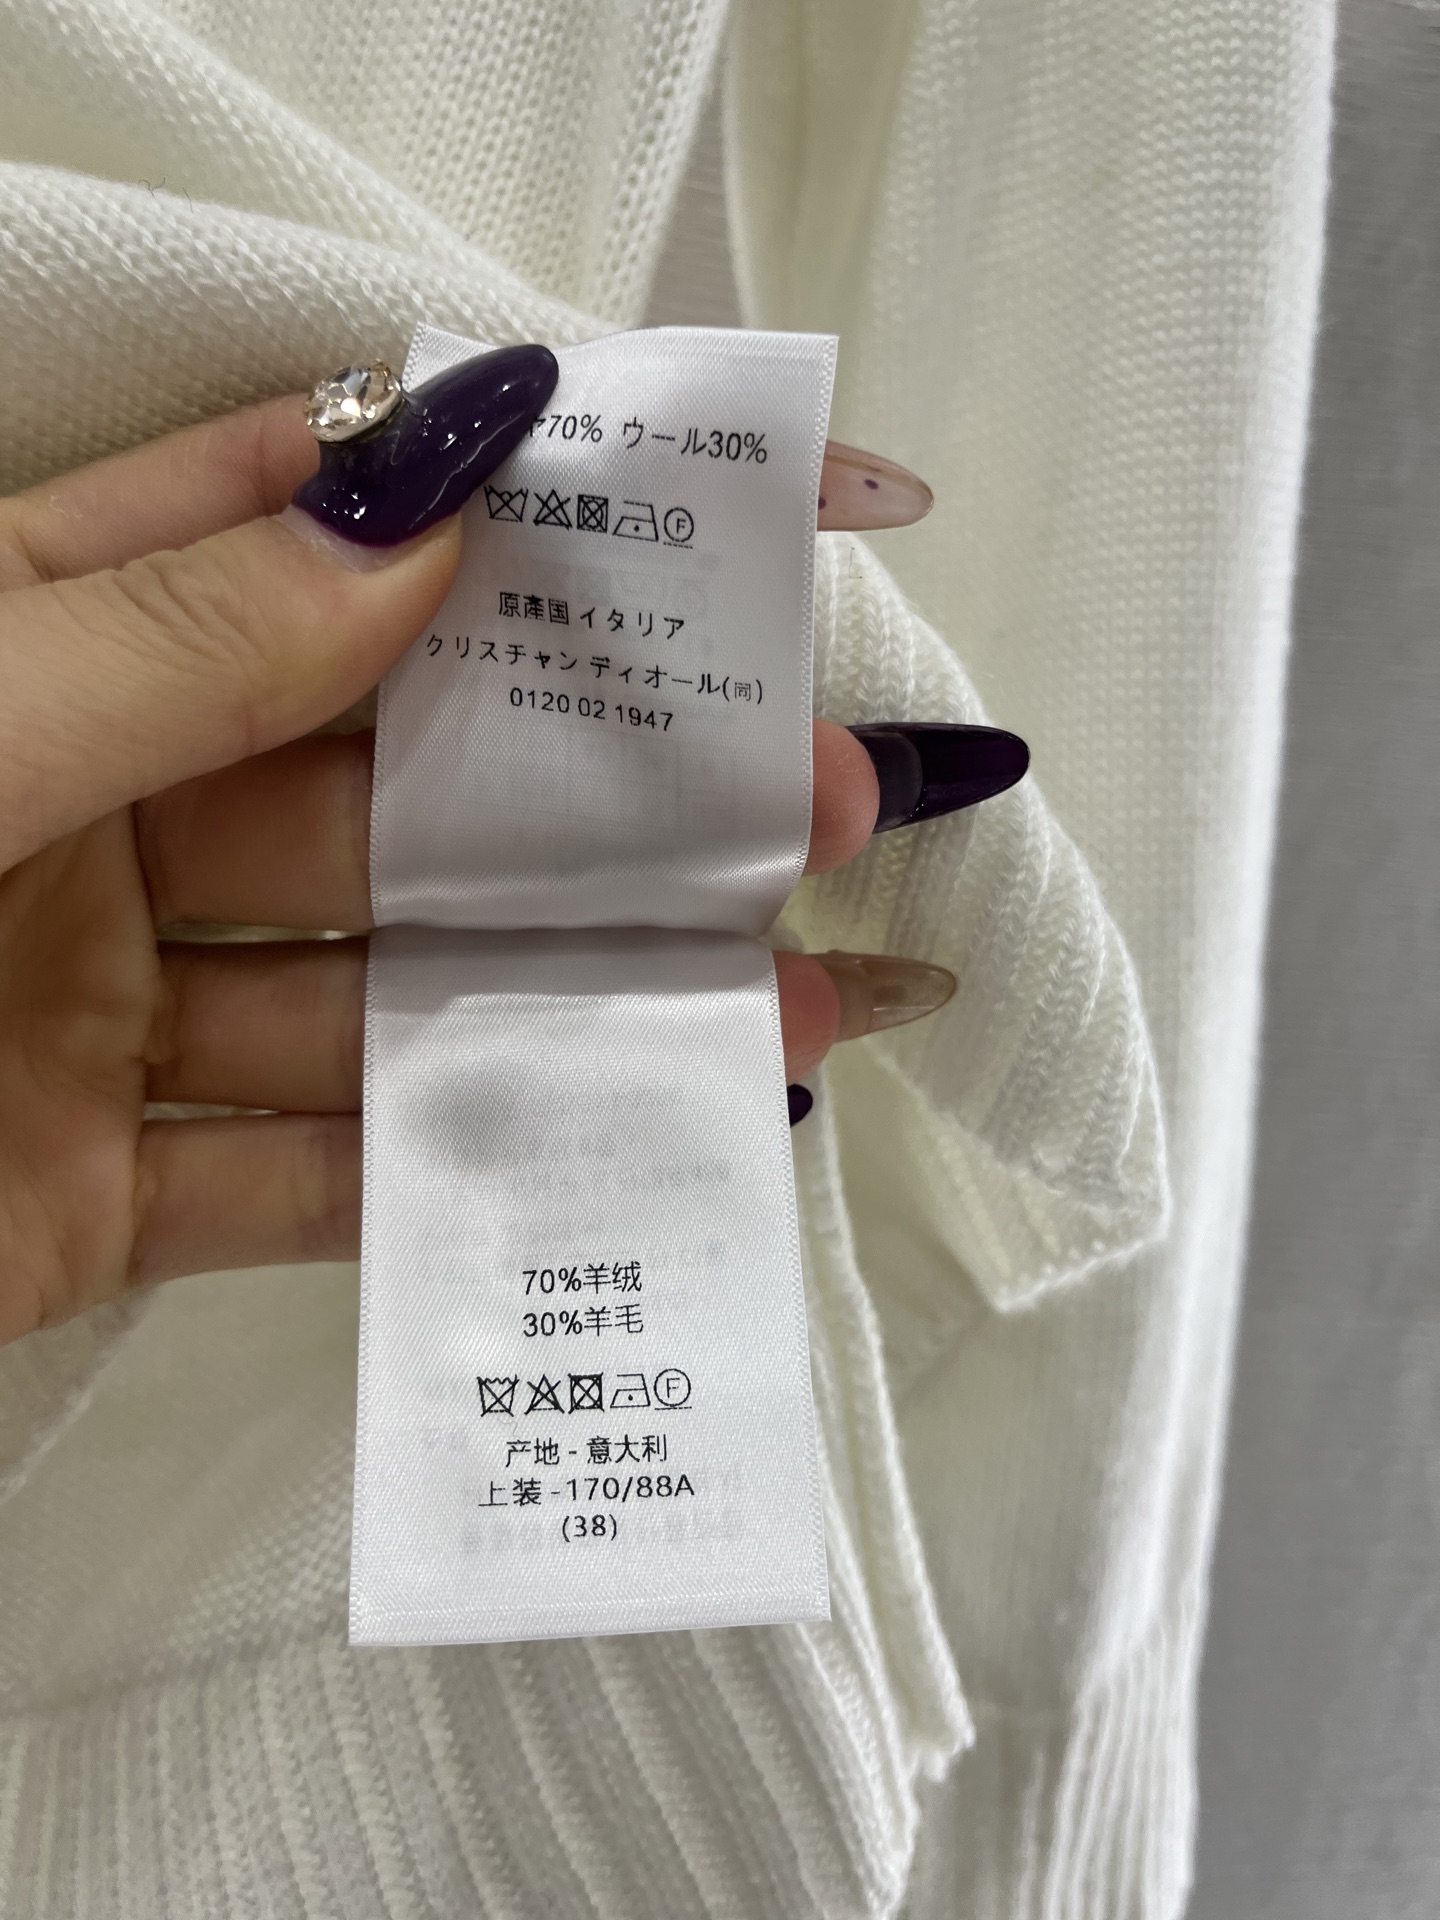 ャ70% ウール30%
F
原產国 イタリア
クリスチャン ディオール(同)
0120 02 1947
70%羊绒
30%羊毛
F
产地 - 意大利
上装 -170/88A
(38)